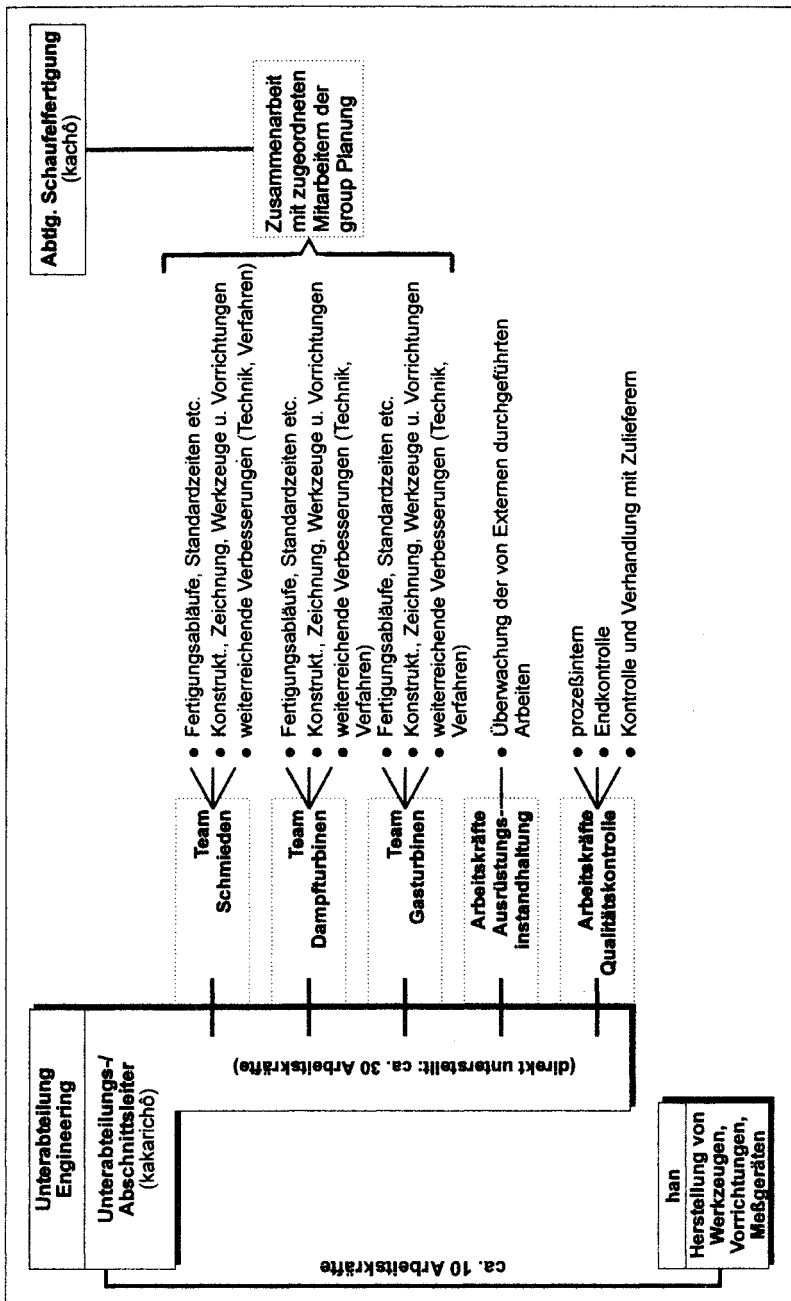 Abtlg. Schaufelfertigung
(kachô)
Zusammenarbeit
mit zugeordneten
Mitarbeitern der
group Planung
Unterabteilung
Engineering
Unterabteilungs-/
Abschnittsleiter
(kakarichô)
(direkt unterstellt: ca. 30 Arbeitskräfte)
ca. 10 Arbeitskräfte
Team
Schmieden
● Fertigungsabläufe, Standardzeiten etc.
● Konstrukt., Zeichnung, Werkzeuge u. Vorrichtungen
● weiterreichende Verbesserungen (Technik, Verfahren)
Team
Dampfturbinen
● Fertigungsabläufe, Standardzeiten etc.
● Konstrukt., Zeichnung, Werkzeuge u. Vorrichtungen
● weiterreichende Verbesserungen (Technik,
Verfahren)
Team
Gasturbinen
● Fertigungsabläufe, Standardzeiten etc.
● Konstrukt., Zeichnung, Werkzeuge u. Vorrichtungen
● weiterreichende Verbesserungen (Technik,
Verfahren)
Arbeitskräfte
Ausrüstungs-
instandhaltung
● Überwachung der von Externen durchgeführten
Arbeiten
Arbeitskräfte
Qualitätskontrolle
● prozeßintern
● Endkontrolle
● Kontrolle und Verhandlung mit Zulieferern
han
Herstellung von
Werkzeugen,
Vorrichtungen,
Meßgeräten